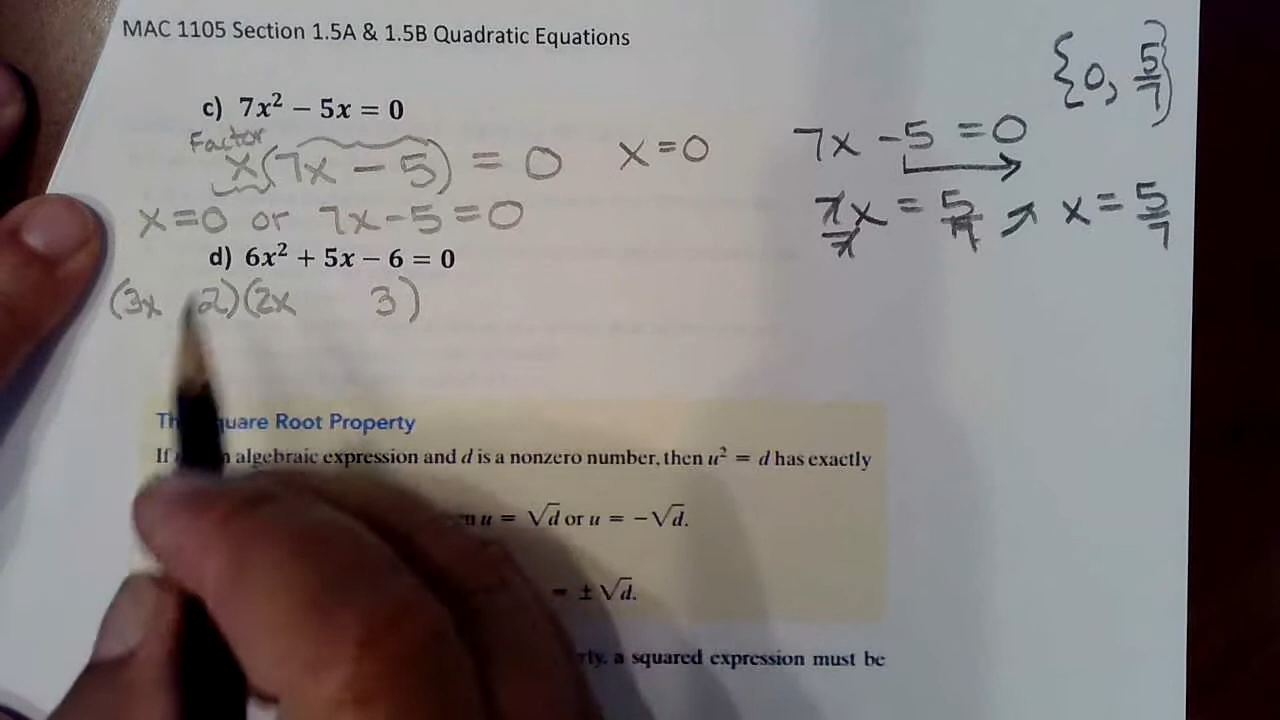 MAC 1105 Section 1.5A & 1.5B Quadratic Equations
{0, 5/7}
c) 7x² − 5x = 0
Factor
x(7x − 5) = 0
x = 0
7x − 5 = 0
x = 0 or 7x − 5 = 0
7x/7 = 5/7 → x = 5/7
d) 6x² + 5x − 6 = 0
(3x 2)(2x 3)
Square Root Property
If algebraic expression and d is a nonzero number, then u² = d has exactly
u = √d or u = −√d.
= ±√d.
a squared expression must be